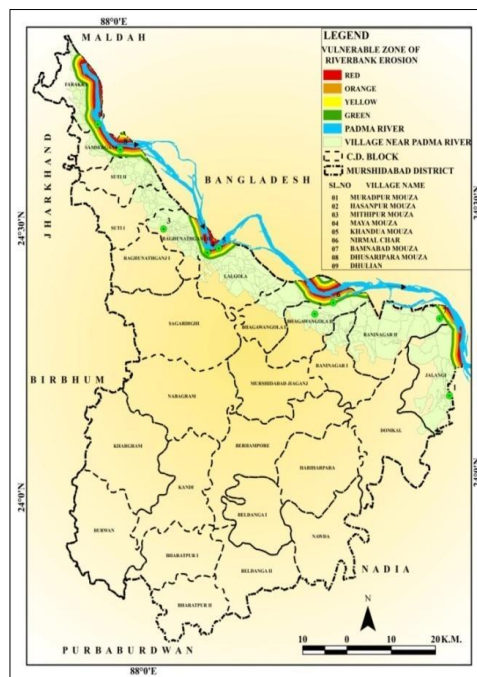 88°0'E
MALDAH
LEGEND
VULNERABLE ZONE OF
RIVERBANK EROSION
RED
ORANGE
YELLOW
GREEN
PADMA RIVER
VILLAGE NEAR PADMA RIVER
C.D. BLOCK
MURSHIDABAD DISTRICT
SL.NO VILLAGE NAME
01 MURADPUR MOUZA
02 HASANPUR MOUZA
03 MITHIPUR MOUZA
04 MAYA MOUZA
05 KHANDUA MOUZA
06 NIRMAL CHAR
07 BAMNABAD MOUZA
08 DHUSARIPARA MOUZA
09 DHULIAN
JHARKHAND
BANGLADESH
24°30'N
24°30'N
SUTI II
SUTI I
3
RAGHUNATHGANJ I
LALGOLA
SAGARDIGHI
BHAGAWANGOLA I
BHAGAWANGOLA II
RANINAGAR II
RANINAGAR I
JALANGI
BIRBHUM
NABAGRAM
MURSHIDABAD JIAGANJ
DOMKAL
KHARGRAM
BERHAMPORE
HARIHARPARA
KANDI
24°0'N
24°0'N
BURWAN
BELDANGA I
NAWDA
BHARATPUR I
BELDANGA II
NADIA
BHARATPUR II
N
PURBABURDWAN
10 0 10 20 K.M.
88°0'E